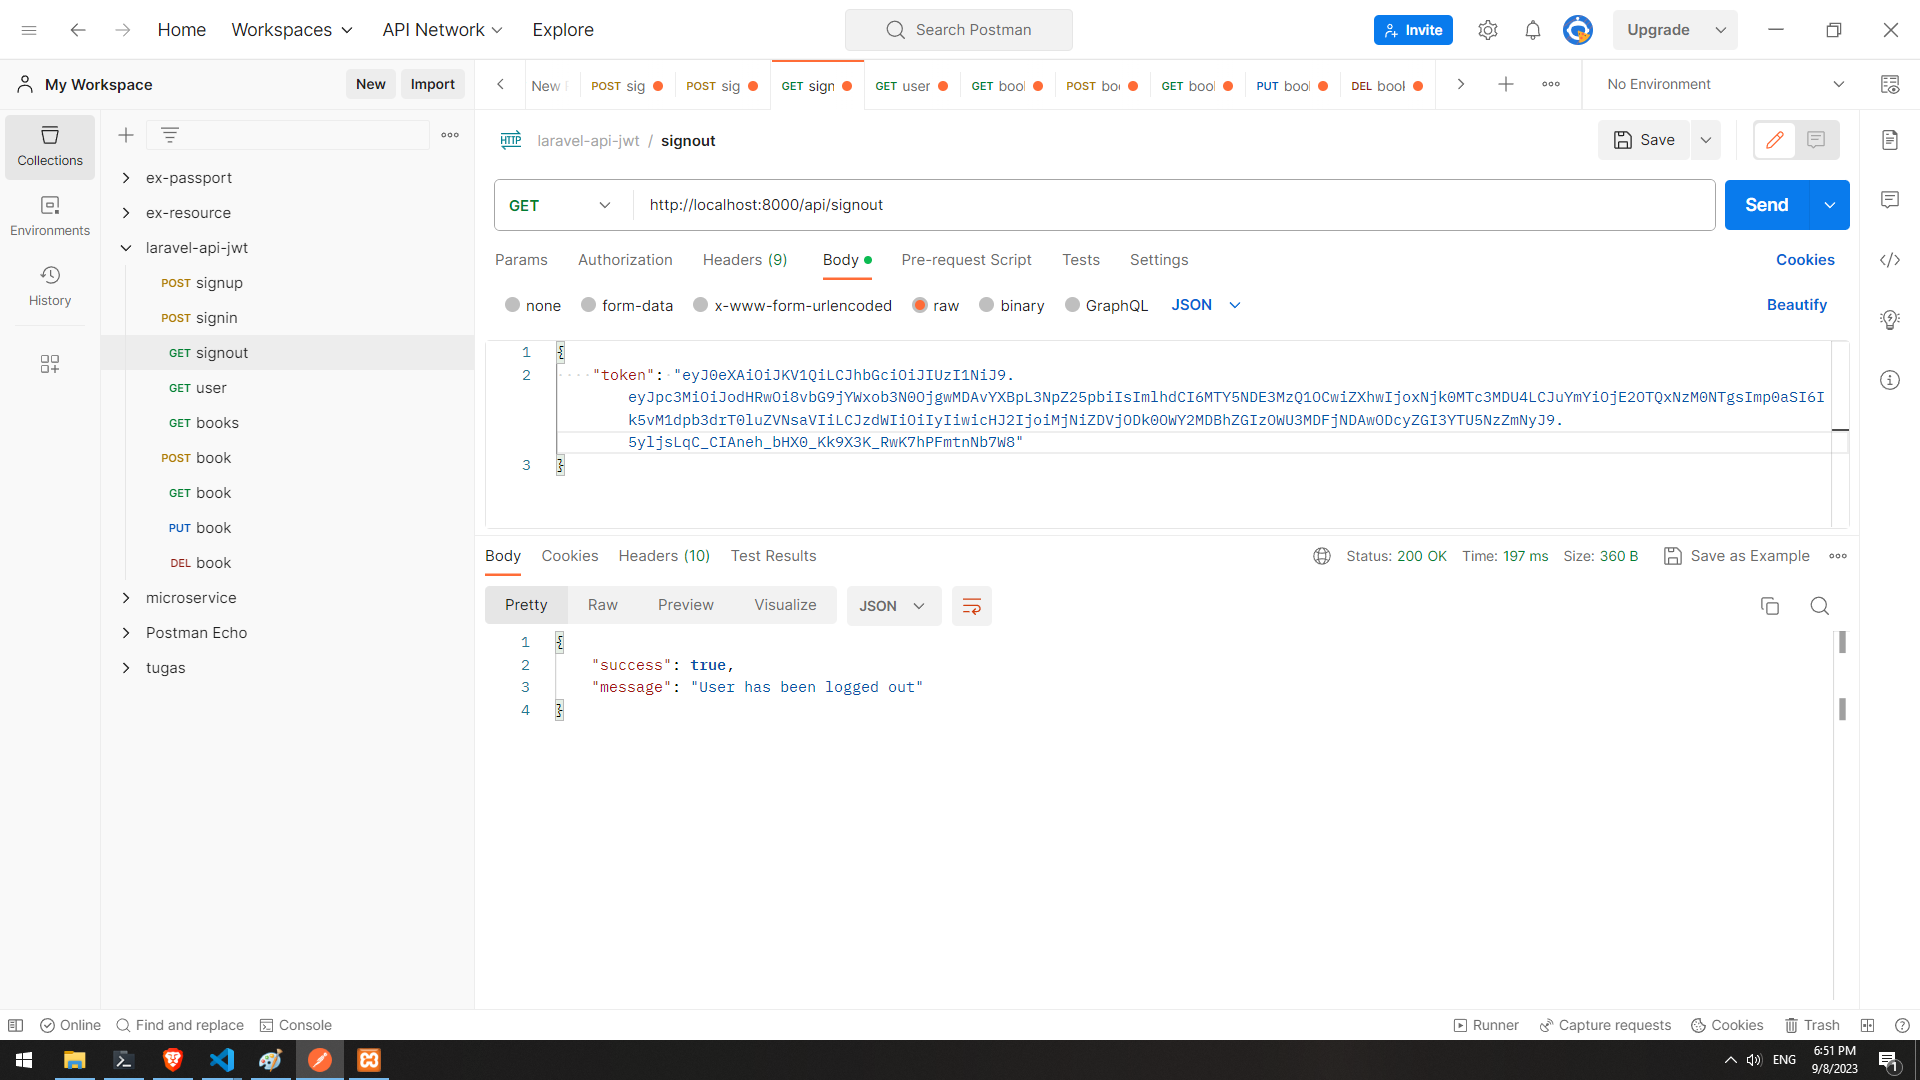 Home
Workspaces
API Network
Explore
Search Postman
Invite
Upgrade
My Workspace
New
Import
New
POST sig
POST sig
GET sign
GET user
GET bool
POST bo
GET bool
PUT bool
DEL book
No Environment
Collections
Environments
History
ex-passport
ex-resource
laravel-api-jwt
POST signup
POST signin
GET signout
GET user
GET books
POST book
GET book
PUT book
DEL book
microservice
Postman Echo
tugas
HTTP laravel-api-jwt / signout
Save
GET http://localhost:8000/api/signout
Send
Params Authorization Headers (9) Body Pre-request Script Tests Settings Cookies
none form-data x-www-form-urlencoded raw binary GraphQL JSON Beautify
1 {
2 "token": "eyJ0eXAiOiJKV1QiLCJhbGciOiJIUzI1NiJ9.
eyJpc3MiOiJodHRwOi8vbG9jYWxob3N0OjgwMDAvYXBpL3NpZ25pbiIsImlhdCI6MTY5NDE3MzQ1OCwiZXhwIjoxNjk0MTc3MDU4LCJuYmYiOjE2OTQxNzM0NTgsImp0aSI6I
k5vM1dpb3drT0luZVNsaVIiLCJzdWIiOiIyIiwicHJ2IjoiMjNiZDVjODk0OWY2MDBhZGIzOWU3MDFjNDAwODcyZGI3YTU5NzZmNyJ9.
5yljsLqC_CIAneh_bHX0_Kk9X3K_RwK7hPFmtnNb7W8"
3 }
Body Cookies Headers (10) Test Results
Status: 200 OK Time: 197 ms Size: 360 B Save as Example
Pretty Raw Preview Visualize JSON
1 {
2 "success": true,
3 "message": "User has been logged out"
4 }
Online Find and replace Console
Runner Capture requests Cookies Trash
ENG
6:51 PM
9/8/2023
1